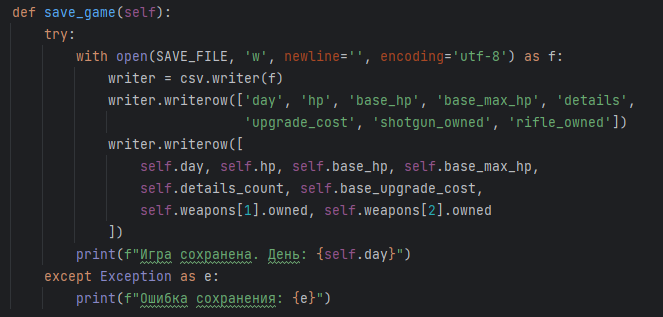 def save_game(self):
    try:
        with open(SAVE_FILE, 'w', newline='', encoding='utf-8') as f:
            writer = csv.writer(f)
            writer.writerow(['day', 'hp', 'base_hp', 'base_max_hp', 'details',
                             'upgrade_cost', 'shotgun_owned', 'rifle_owned'])
            writer.writerow([
                self.day, self.hp, self.base_hp, self.base_max_hp,
                self.details_count, self.base_upgrade_cost,
                self.weapons[1].owned, self.weapons[2].owned
            ])
        print(f"Игра сохранена. День: {self.day}")
    except Exception as e:
        print(f"Ошибка сохранения: {e}")